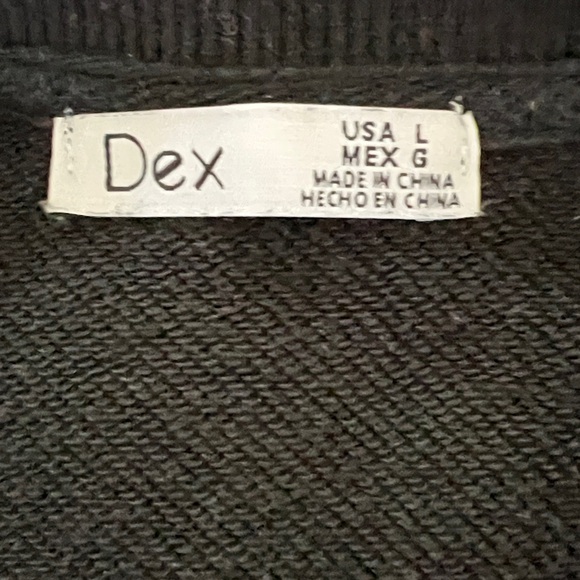 Dex
USA L
MEX G
MADE IN CHINA
HECHO EN CHINA